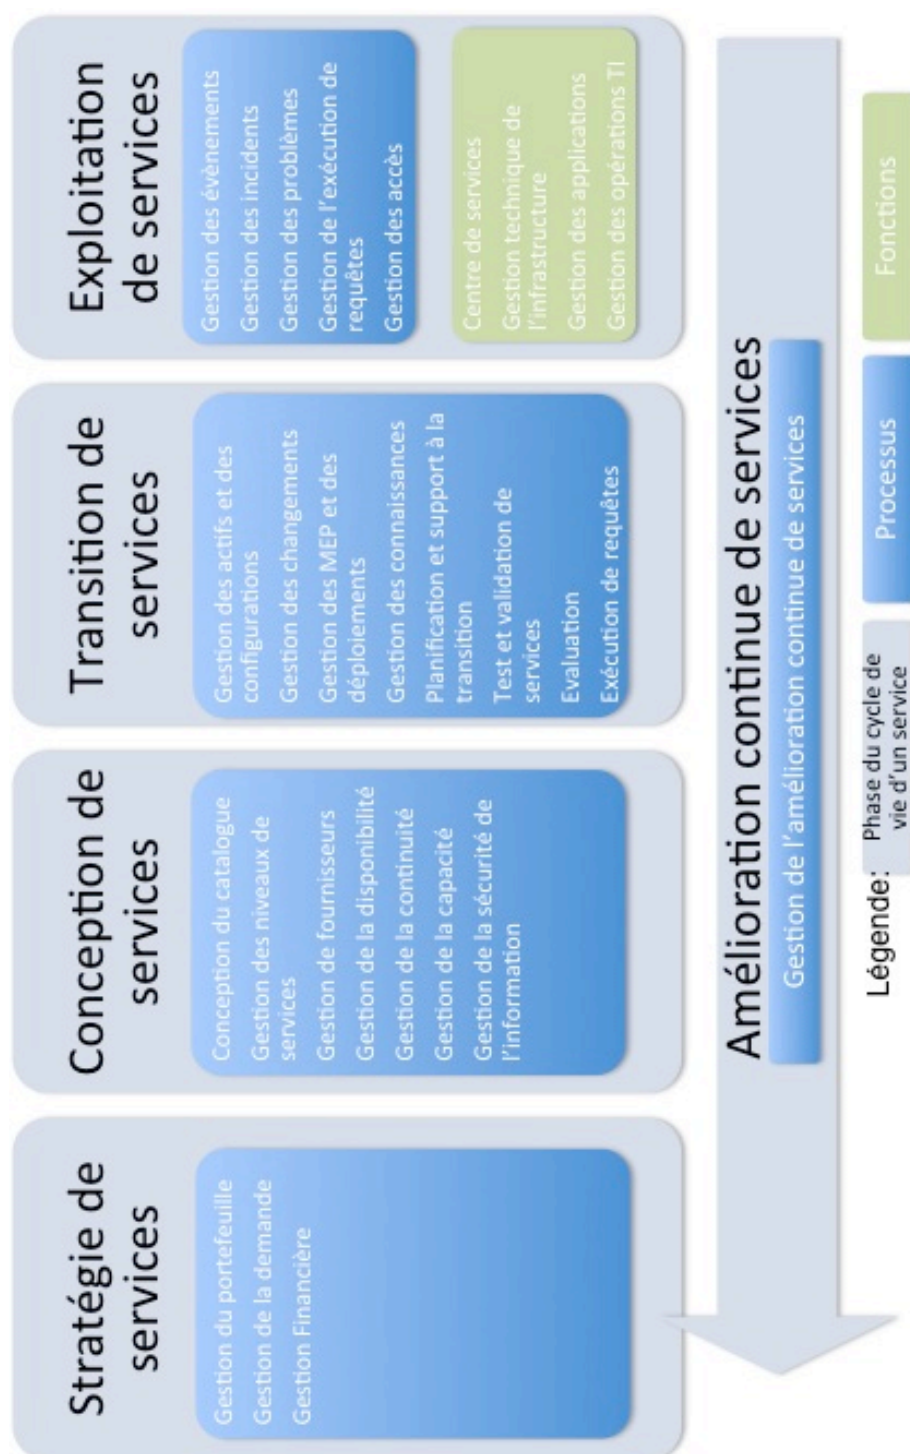 Stratégie de
services
Gestion du portefeuille
Gestion de la demande
Gestion Financière
Conception de
services
Conception du catalogue
Gestion des niveaux de
services
Gestion de fournisseurs
Gestion de la disponibilité
Gestion de la continuité
Gestion de la capacité
Gestion de la sécurité de
l'information
Transition de
services
Gestion des actifs et des
configurations
Gestion des changements
Gestion des MEP et des
déploiements
Gestion des connaissances
Planification et support à la
transition
Test et validation de
services
Evaluation
Exécution de requêtes
Exploitation
de services
Gestion des évènements
Gestion des incidents
Gestion des problèmes
Gestion de l'exécution de
requêtes
Gestion des accès
Centre de services
Gestion technique de
l'infrastructure
Gestion des applications
Gestion des opérations TI
Amélioration continue de services
Gestion de l'amélioration continue de services
Légende:
Phase du cycle de
vie d'un service
Processus
Fonctions